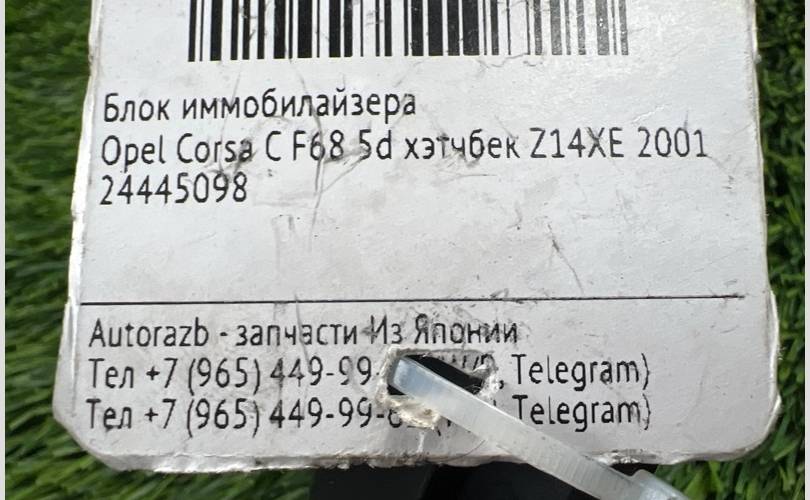 Блок иммобилайзера
Opel Corsa C F68 5d хэтчбек Z14XE 2001
24445098
Autorazb - запчасти Из Японии
Тел +7 (965) 449-99- Telegram)
Тел +7 (965) 449-99- Telegram)